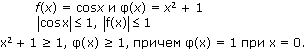 f(x) = cosx и φ(x) = x² + 1
|cosx| ≤ 1, |f(x)| ≤ 1
x² + 1 ≥ 1, φ(x) ≥ 1, причем φ(x) = 1 при x = 0.